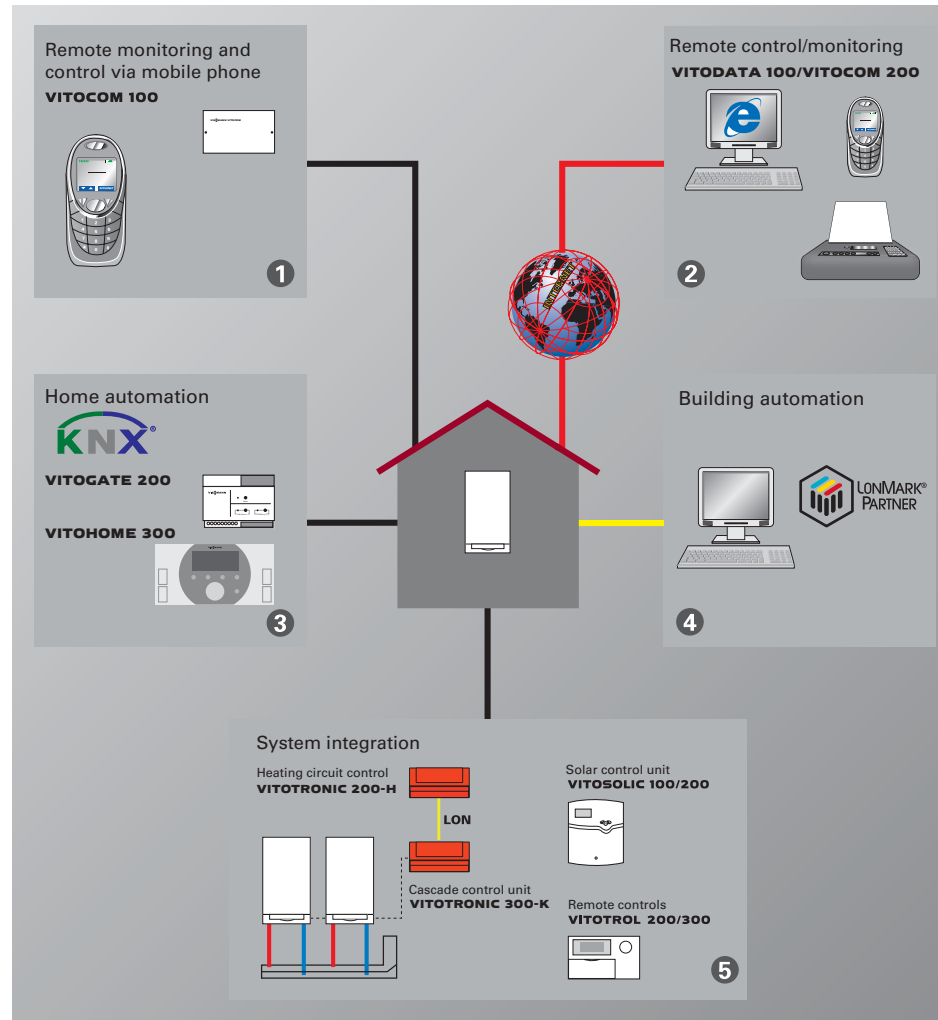 Remote monitoring and
control via mobile phone
VITOCOM 100
1
Remote control/monitoring
VITODATA 100/VITOCOM 200
2
INTERNET
Home automation
KNX®
VITOGATE 200
VITOHOME 300
3
Building automation
LONMARK®
PARTNER
4
System integration
Heating circuit control
VITOTRONIC 200-H
LON
Cascade control unit
VITOTRONIC 300-K
Solar control unit
VITOSOLIC 100/200
Remote controls
VITOTROL 200/300
5